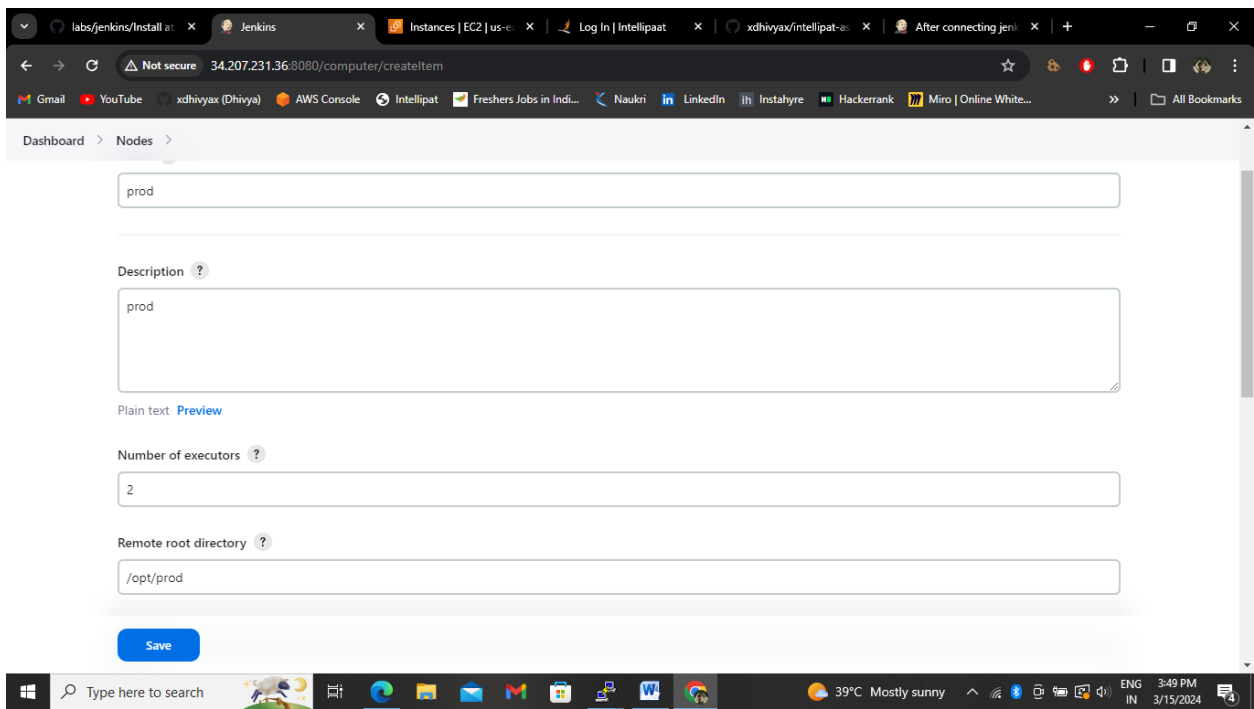 labs/jenkins/Install at
Jenkins
Instances | EC2 | us-e
Log In | Intellipaat
xdhivyax/intellipat-as
After connecting jenk
Not secure 34.207.231.36:8080/computer/createItem
Gmail YouTube xdhivyax (Dhivya) AWS Console Intellipat Freshers Jobs in Indi... Naukri LinkedIn Instahyre Hackerrank Miro | Online White... » All Bookmarks
Dashboard > Nodes >
prod
Description ?
prod
Plain text Preview
Number of executors ?
2
Remote root directory ?
/opt/prod
Save
Type here to search
39°C Mostly sunny
ENG
IN
3:49 PM
3/15/2024
4